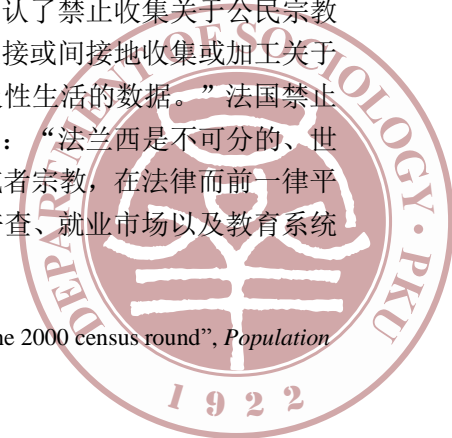 认了禁止收集关于公民宗教
接或间接地收集或加工关于
性生活的数据。”法国禁止
：“法兰西是不可分的、世
者宗教，在法律而前一律平
查、就业市场以及教育系统
he 2000 census round”, Population
DEPARTMENT OF SOCIOLOGY · PKU
1922